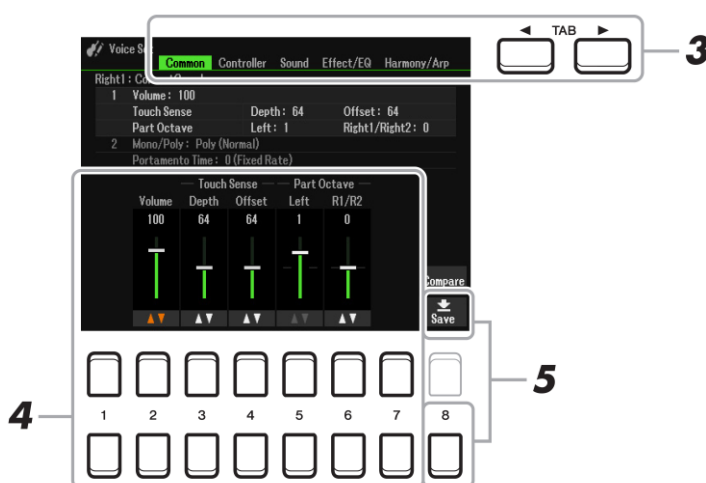 ◄ TAB ►
3
Voice Se
Common Controller Sound Effect/EQ Harmony/Arp
Right1 :
1 Volume : 100
Touch Sense Depth : 64 Offset : 64
Part Octave Left : 1 Right1/Right2 : 0
2 Mono/Poly : Poly (Normal)
Portamento Time : 0 (Fixed Rate)
Touch Sense Part Octave
Volume Depth Offset Left R1/R2
100 64 64 1 0
Compare
▲▼ ▲▼ ▲▼ ▲▼ ▲▼ Save
5
4 1 2 3 4 5 6 7 8